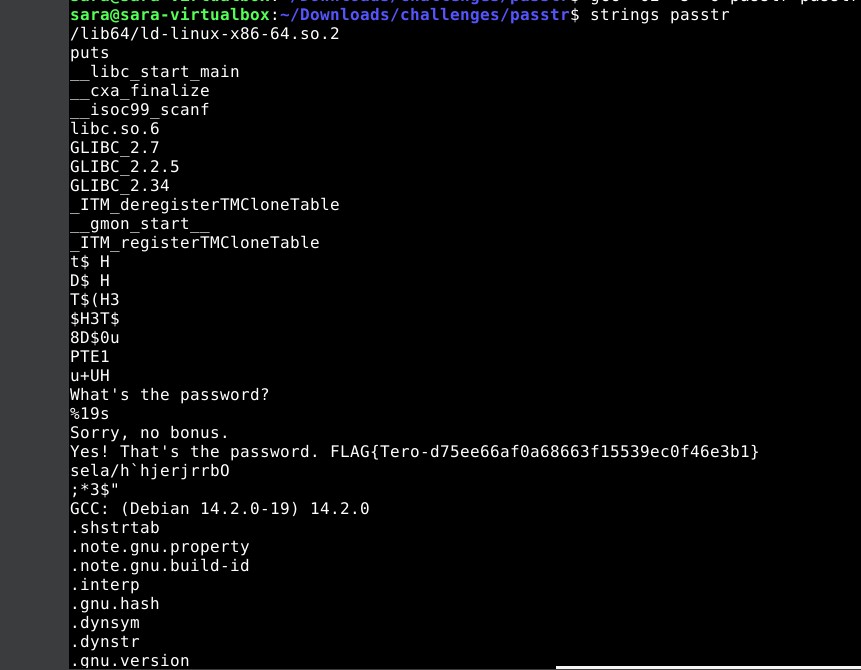 sara@sara-virtualbox:~/Downloads/challenges/passtr$ strings passtr
/lib64/ld-linux-x86-64.so.2
puts
__libc_start_main
__cxa_finalize
__isoc99_scanf
libc.so.6
GLIBC_2.7
GLIBC_2.2.5
GLIBC_2.34
_ITM_deregisterTMCloneTable
__gmon_start__
_ITM_registerTMCloneTable
t$ H
D$ H
T$(H3
$H3T$
8D$0u
PTE1
u+UH
What's the password?
%19s
Sorry, no bonus.
Yes! That's the password. FLAG{Tero-d75ee66af0a68663f15539ec0f46e3b1}
sela/h`hjerjrrbO
;*3$"
GCC: (Debian 14.2.0-19) 14.2.0
.shstrtab
.note.gnu.property
.note.gnu.build-id
.interp
.gnu.hash
.dynsym
.dynstr
.gnu.version